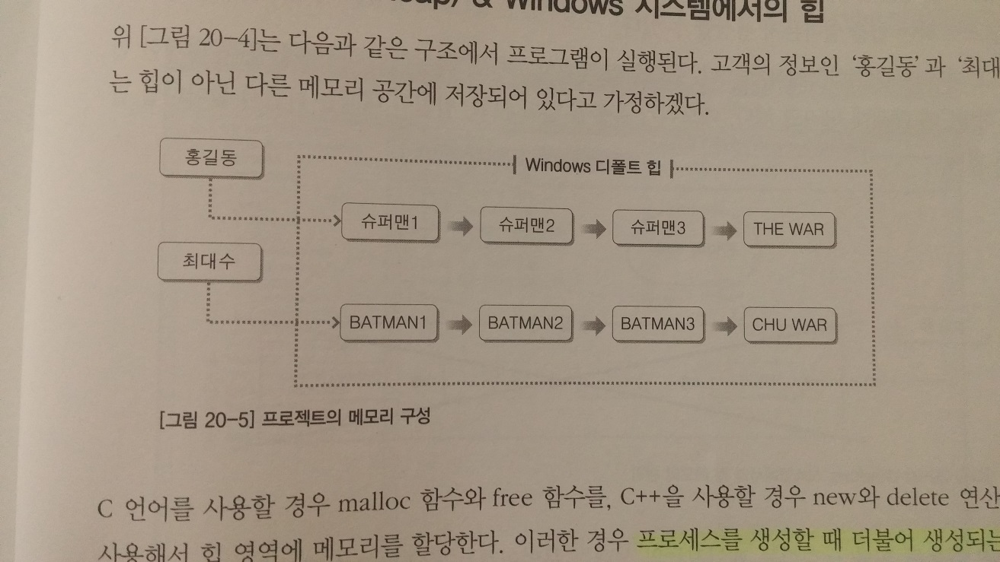 & Windows 시스템에서의 힙
위 [그림 20-4]는 다음과 같은 구조에서 프로그램이 실행된다. 고객의 정보인 '홍길동'과 '최대
는 힙이 아닌 다른 메모리 공간에 저장되어 있다고 가정하겠다.
홍길동
Windows 디폴트 힙
슈퍼맨1
슈퍼맨2
슈퍼맨3
THE WAR
최대수
BATMAN1
BATMAN2
BATMAN3
CHU WAR
[그림 20-5] 프로젝트의 메모리 구성
C 언어를 사용할 경우 malloc 함수와 free 함수를, C++을 사용할 경우 new와 delete 연산
사용해서 힙 영역에 메모리를 할당한다. 이러한 경우 프로세스를 생성할 때 더불어 생성되는